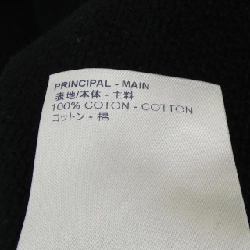 PRINCIPAL - MAIN
表地/本体 - 主料
100% COTON - COTTON
コットン - 棉